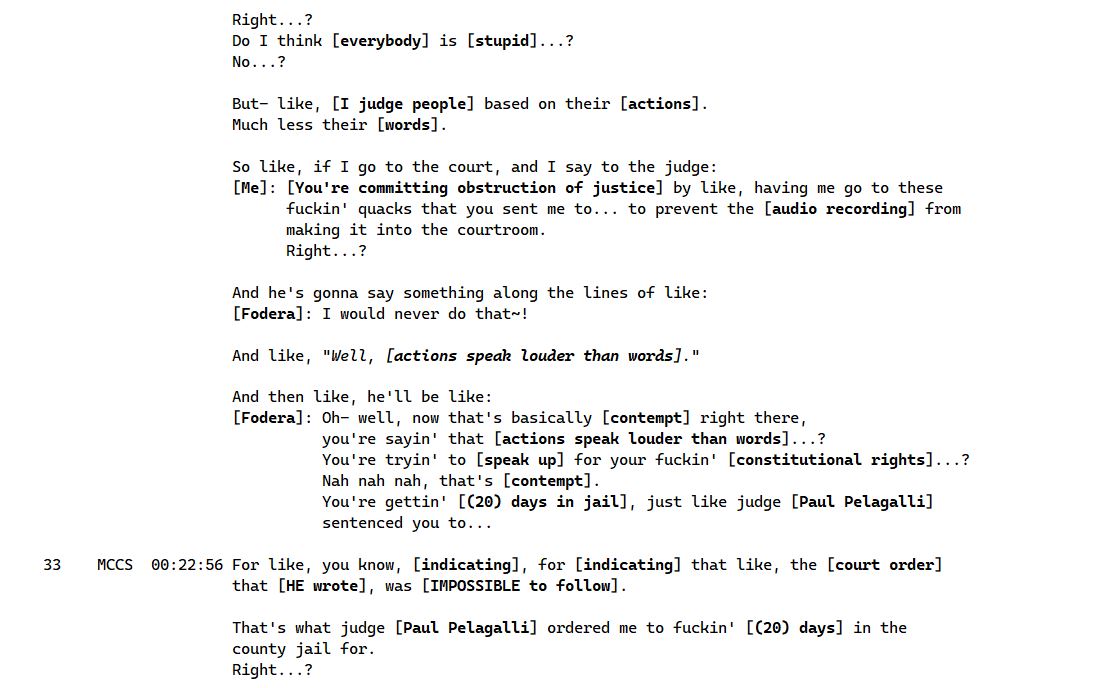 Right...?
Do I think [everybody] is [stupid]...?
No...?
But- like, [I judge people] based on their [actions].
Much less their [words].
So like, if I go to the court, and I say to the judge:
[Me]: [You're committing obstruction of justice] by like, having me go to these
fuckin' quacks that you sent me to... to prevent the [audio recording] from
making it into the courtroom.
Right...?
And he's gonna say something along the lines of like:
[Fodera]: I would never do that~!
And like, "Well, [actions speak louder than words]."
And then like, he'll be like:
[Fodera]: Oh- well, now that's basically [contempt] right there,
you're sayin' that [actions speak louder than words]...?
You're tryin' to [speak up] for your fuckin' [constitutional rights]...?
Nah nah nah, that's [contempt].
You're gettin' [(20) days in jail], just like judge [Paul Pelagalli]
sentenced you to...
33 MCCS 00:22:56 For like, you know, [indicating], for [indicating] that like, the [court order]
that [HE wrote], was [IMPOSSIBLE to follow].
That's what judge [Paul Pelagalli] ordered me to fuckin' [(20) days] in the
county jail for.
Right...?